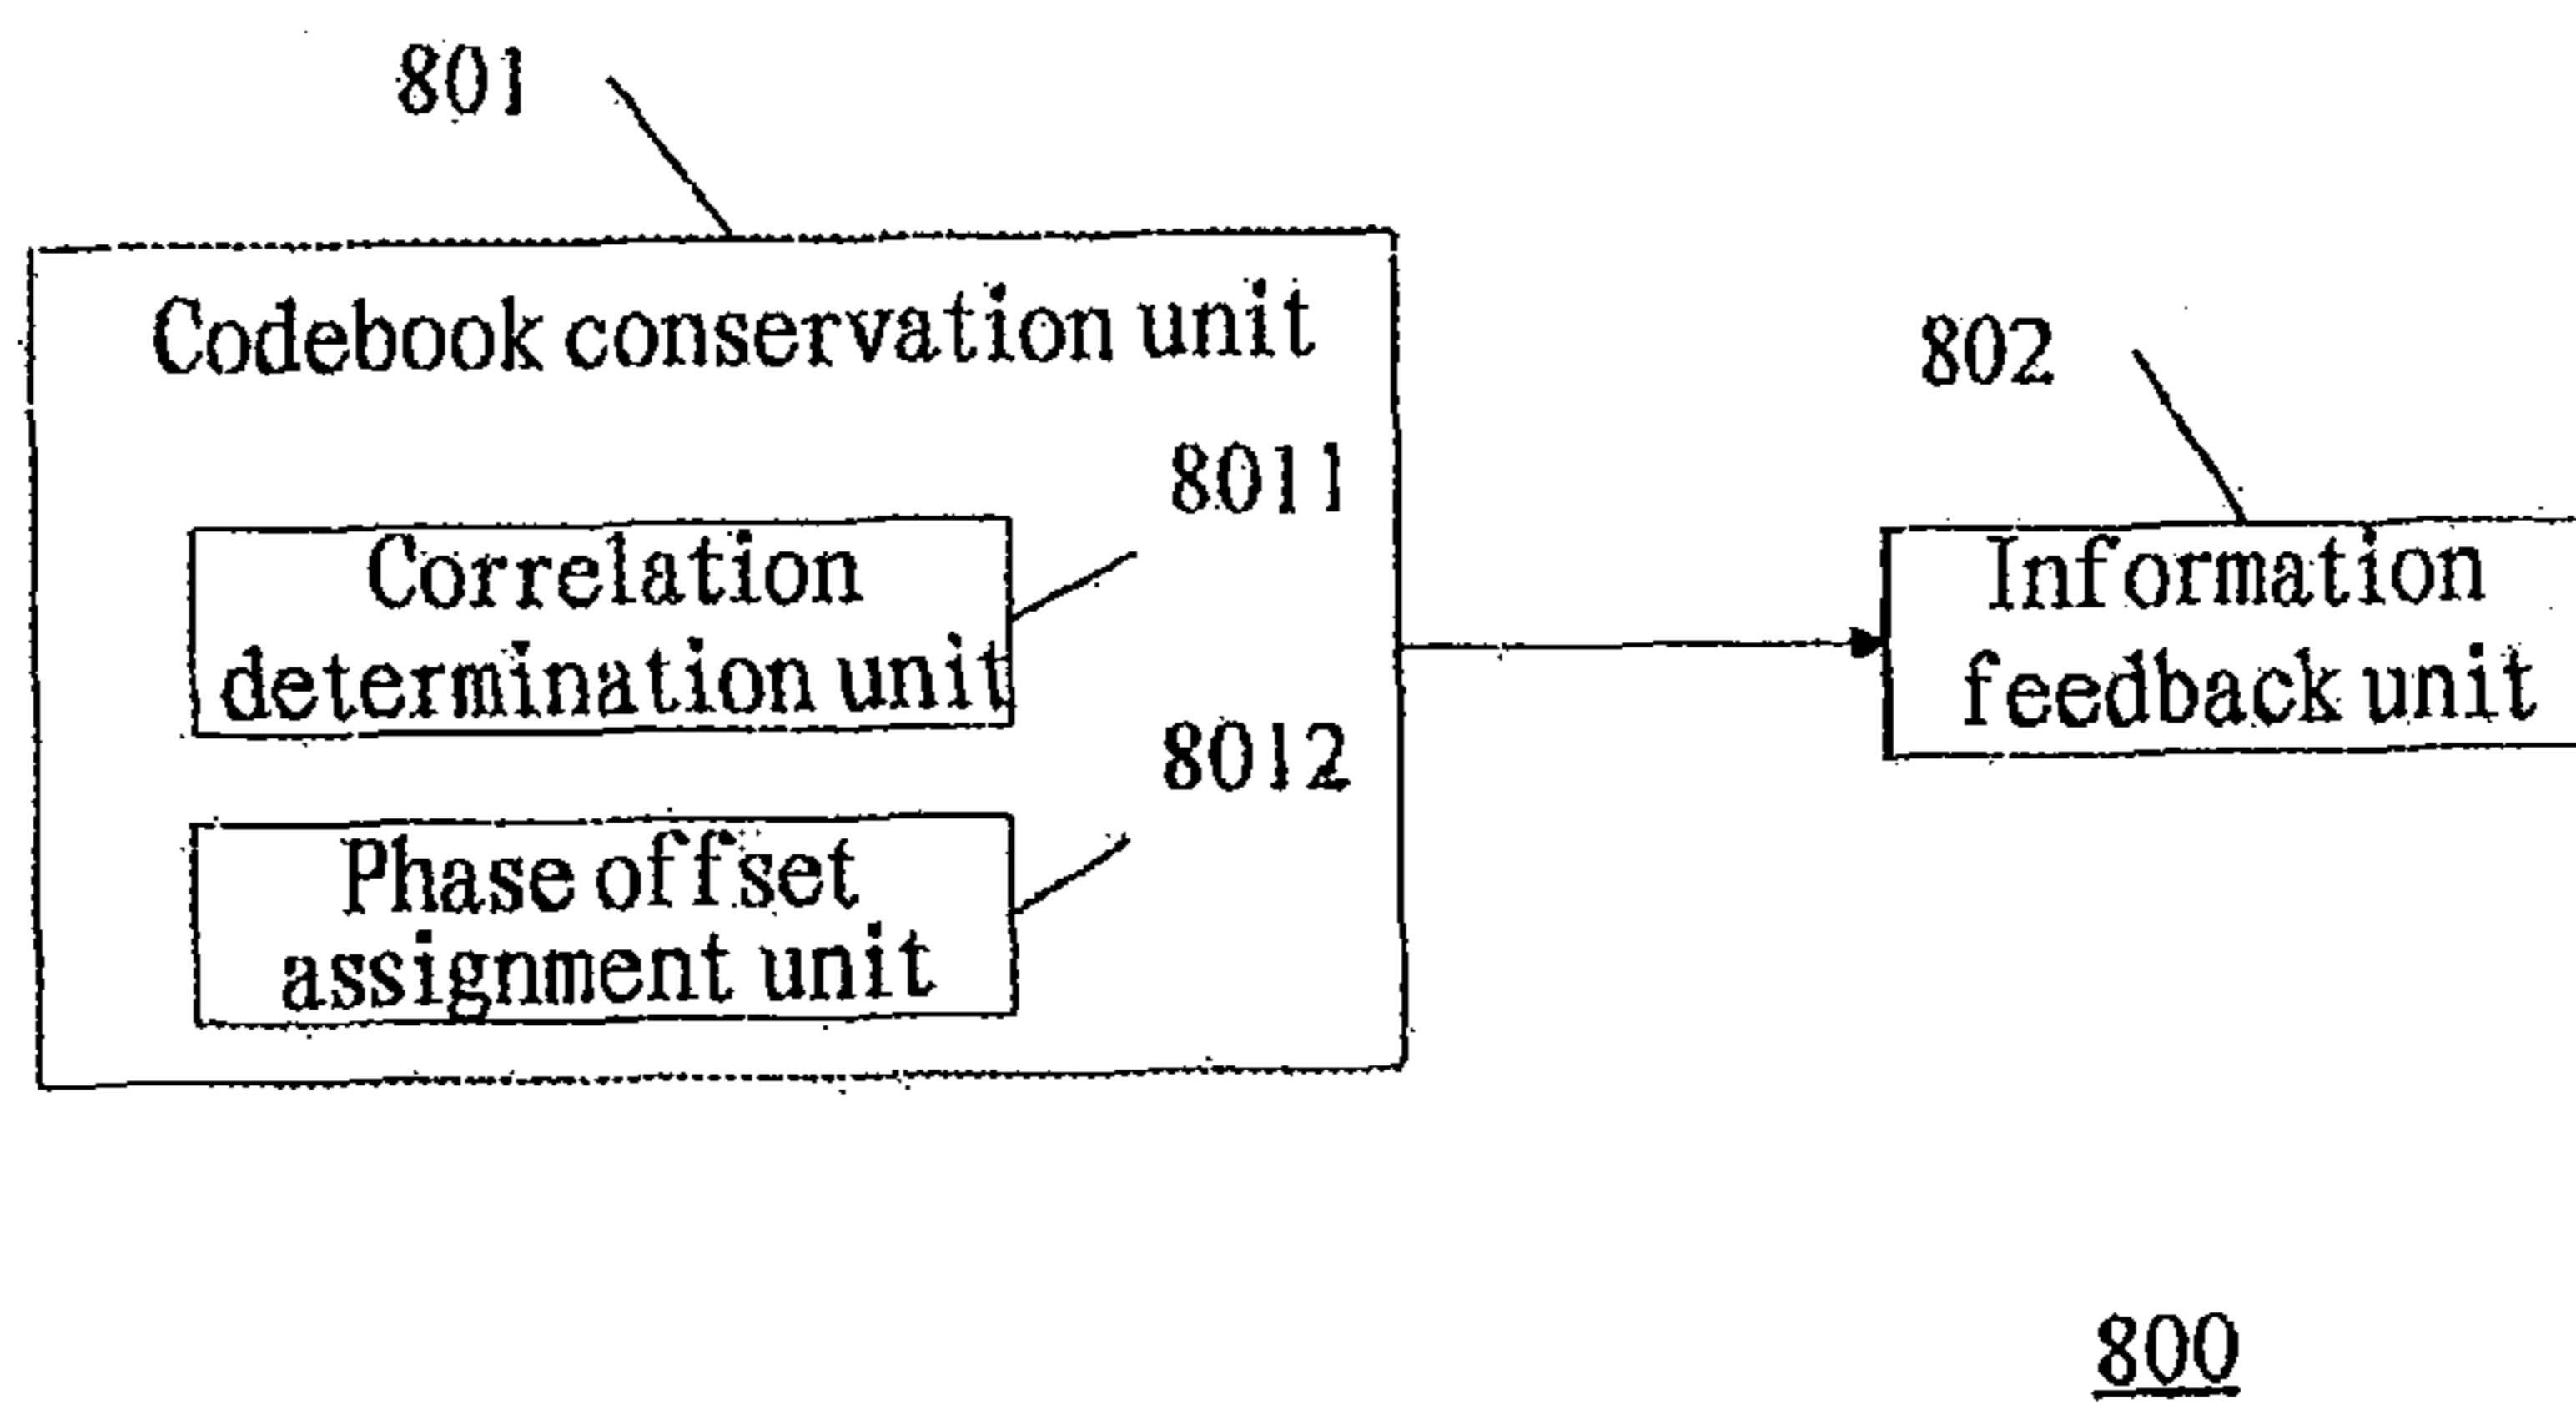 801
Codebook conservation unit
802
8011
Correlation
determination unit
Information
feedback unit
8012
Phase offset
assignment unit
800